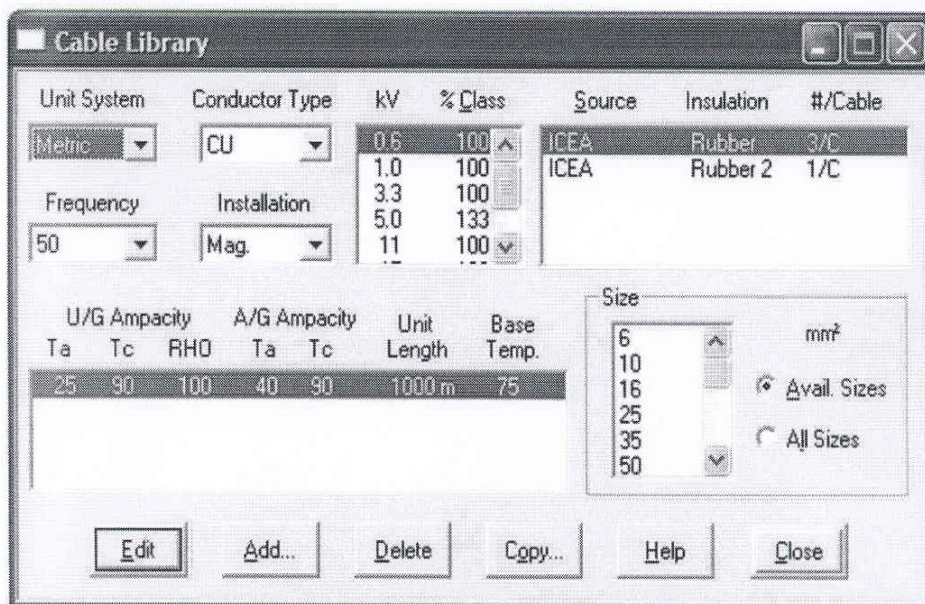 Cable Library
Unit System Conductor Type kV % Class Source Insulation #/Cable
Metric CU 0.6 100 ICEA Rubber 3/C
1.0 100 ICEA Rubber 2 1/C
3.3 100
Frequency Installation 5.0 133
50 Mag. 11 100
U/G Ampacity A/G Ampacity Unit Base Size
Ta Tc RHO Ta Tc Length Temp.
25 90 100 40 90 1000 m 75
6 mm²
10
16 Avail. Sizes
25
35 All Sizes
50
Edit Add... Delete Copy... Help Close